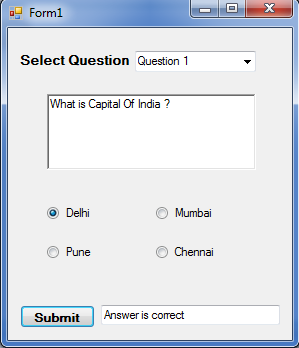 Form1
Select Question Question 1
What is Capital Of India ?
Delhi Mumbai
Pune Chennai
Submit Answer is correct